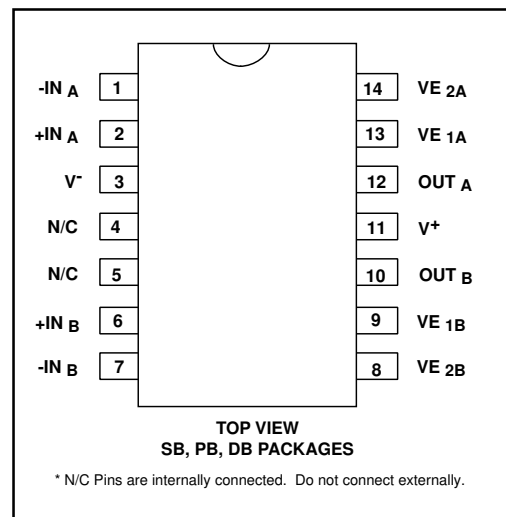 -IN A 1 14 VE 2A
+IN A 2 13 VE 1A
V- 3 12 OUT A
N/C 4 11 V+
N/C 5 10 OUT B
+IN B 6 9 VE 1B
-IN B 7 8 VE 2B
TOP VIEW
SB, PB, DB PACKAGES
* N/C Pins are internally connected. Do not connect externally.